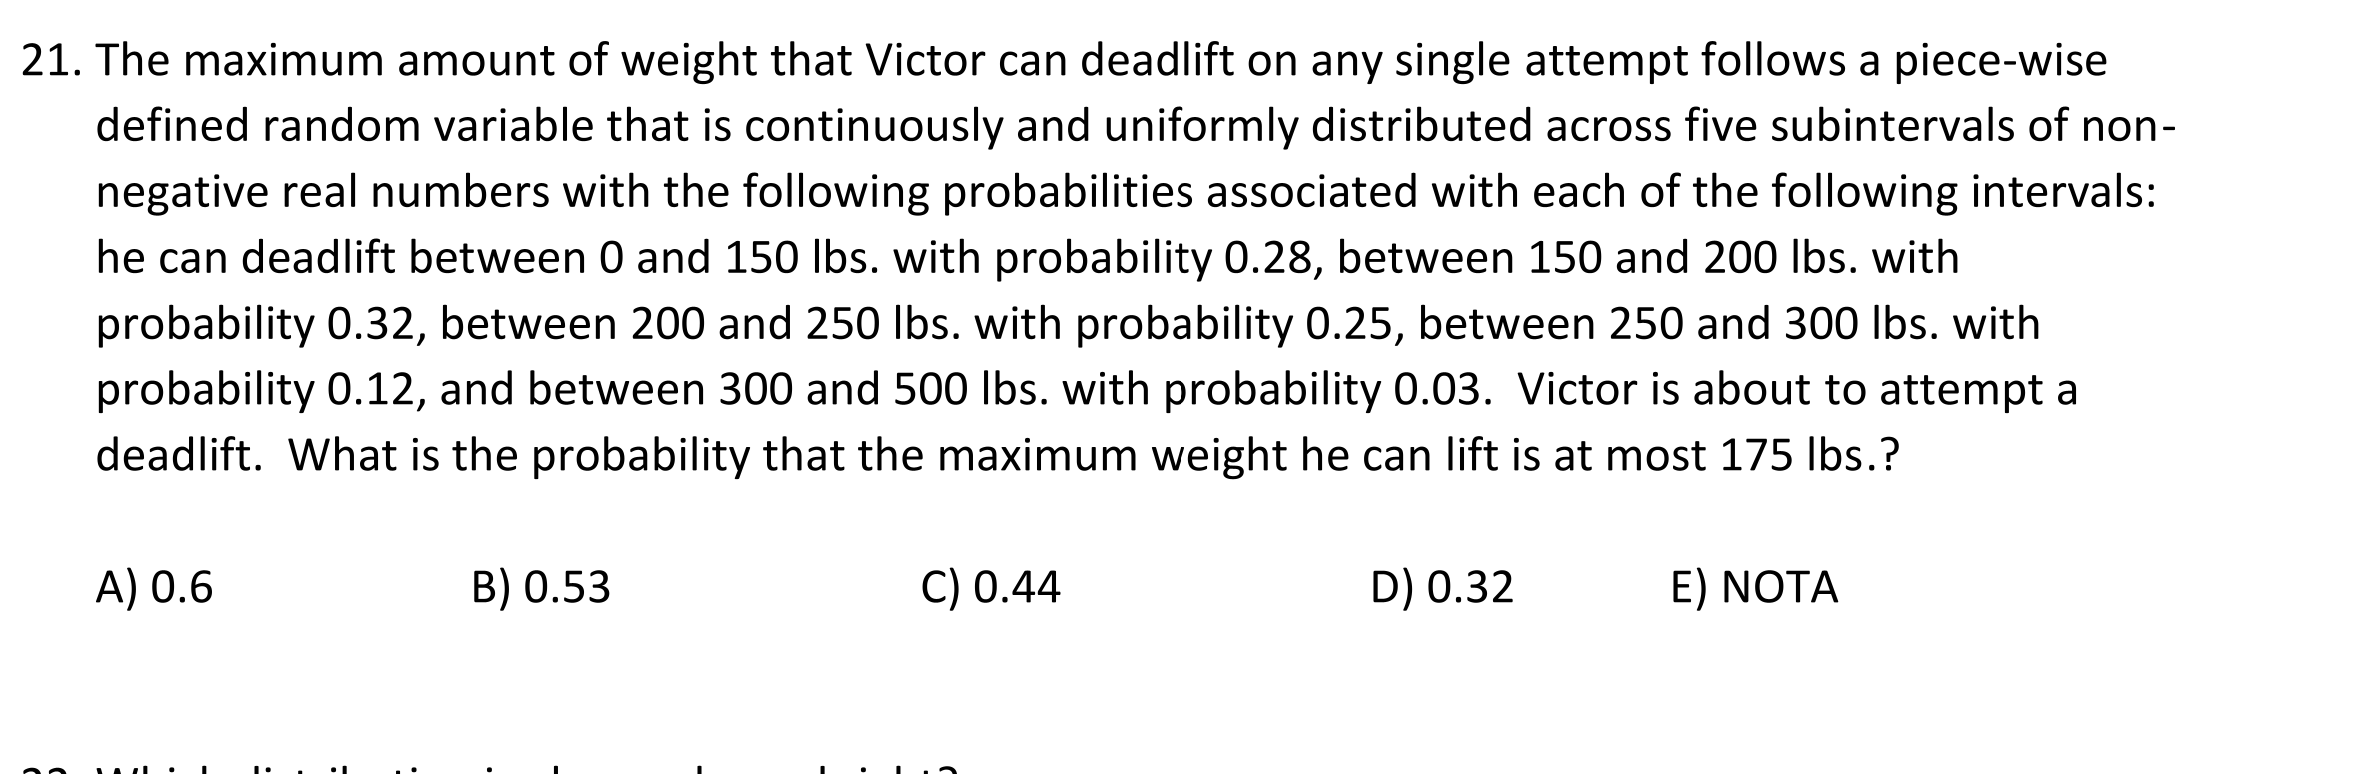 21. The maximum amount of weight that Victor can deadlift on any single attempt follows a piece-wise
defined random variable that is continuously and uniformly distributed across five subintervals of non-
negative real numbers with the following probabilities associated with each of the following intervals:
he can deadlift between 0 and 150 lbs. with probability 0.28, between 150 and 200 lbs. with
probability 0.32, between 200 and 250 lbs. with probability 0.25, between 250 and 300 lbs. with
probability 0.12, and between 300 and 500 lbs. with probability 0.03. Victor is about to attempt a
deadlift. What is the probability that the maximum weight he can lift is at most 175 lbs.?
A) 0.6 B) 0.53 C) 0.44 D) 0.32 E) NOTA